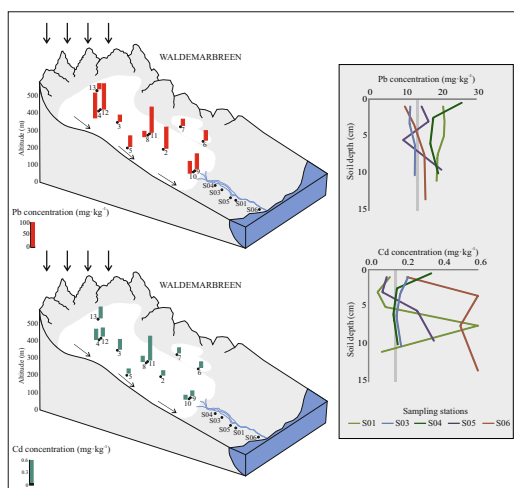 WALDEMARBREEN
Altitude (m)
500
400
300
200
100
0
13
12
4
3
5
8
11
2
7
6
9
10
S04
S03
S05
S01
S06
Pb concentration (mg·kg⁻¹)
100
50
0
WALDEMARBREEN
Altitude (m)
500
400
300
200
100
0
13
12
4
3
5
8
11
2
7
6
9
10
S04
S03
S05
S01
S06
Cd concentration (mg·kg⁻¹)
0.6
0.3
0
Pb concentration (mg·kg⁻¹)
0 10 20 30
Soil depth (cm)
0
5
10
15
Cd concentration (mg·kg⁻¹)
0.0 0.2 0.4 0.6
Soil depth (cm)
0
5
10
15
Sampling stations
S01 S03 S04 S05 S06